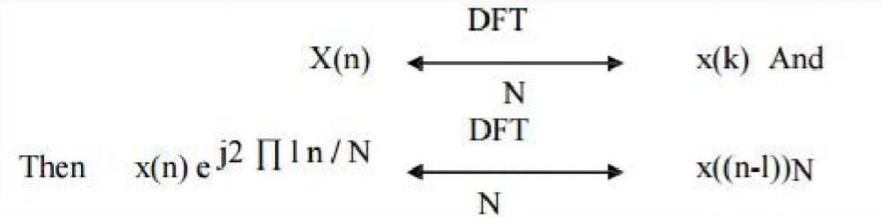 DFT
X(n) x(k) And
N
DFT
Then x(n) e j2 ∏ l n / N x((n-l))N
N